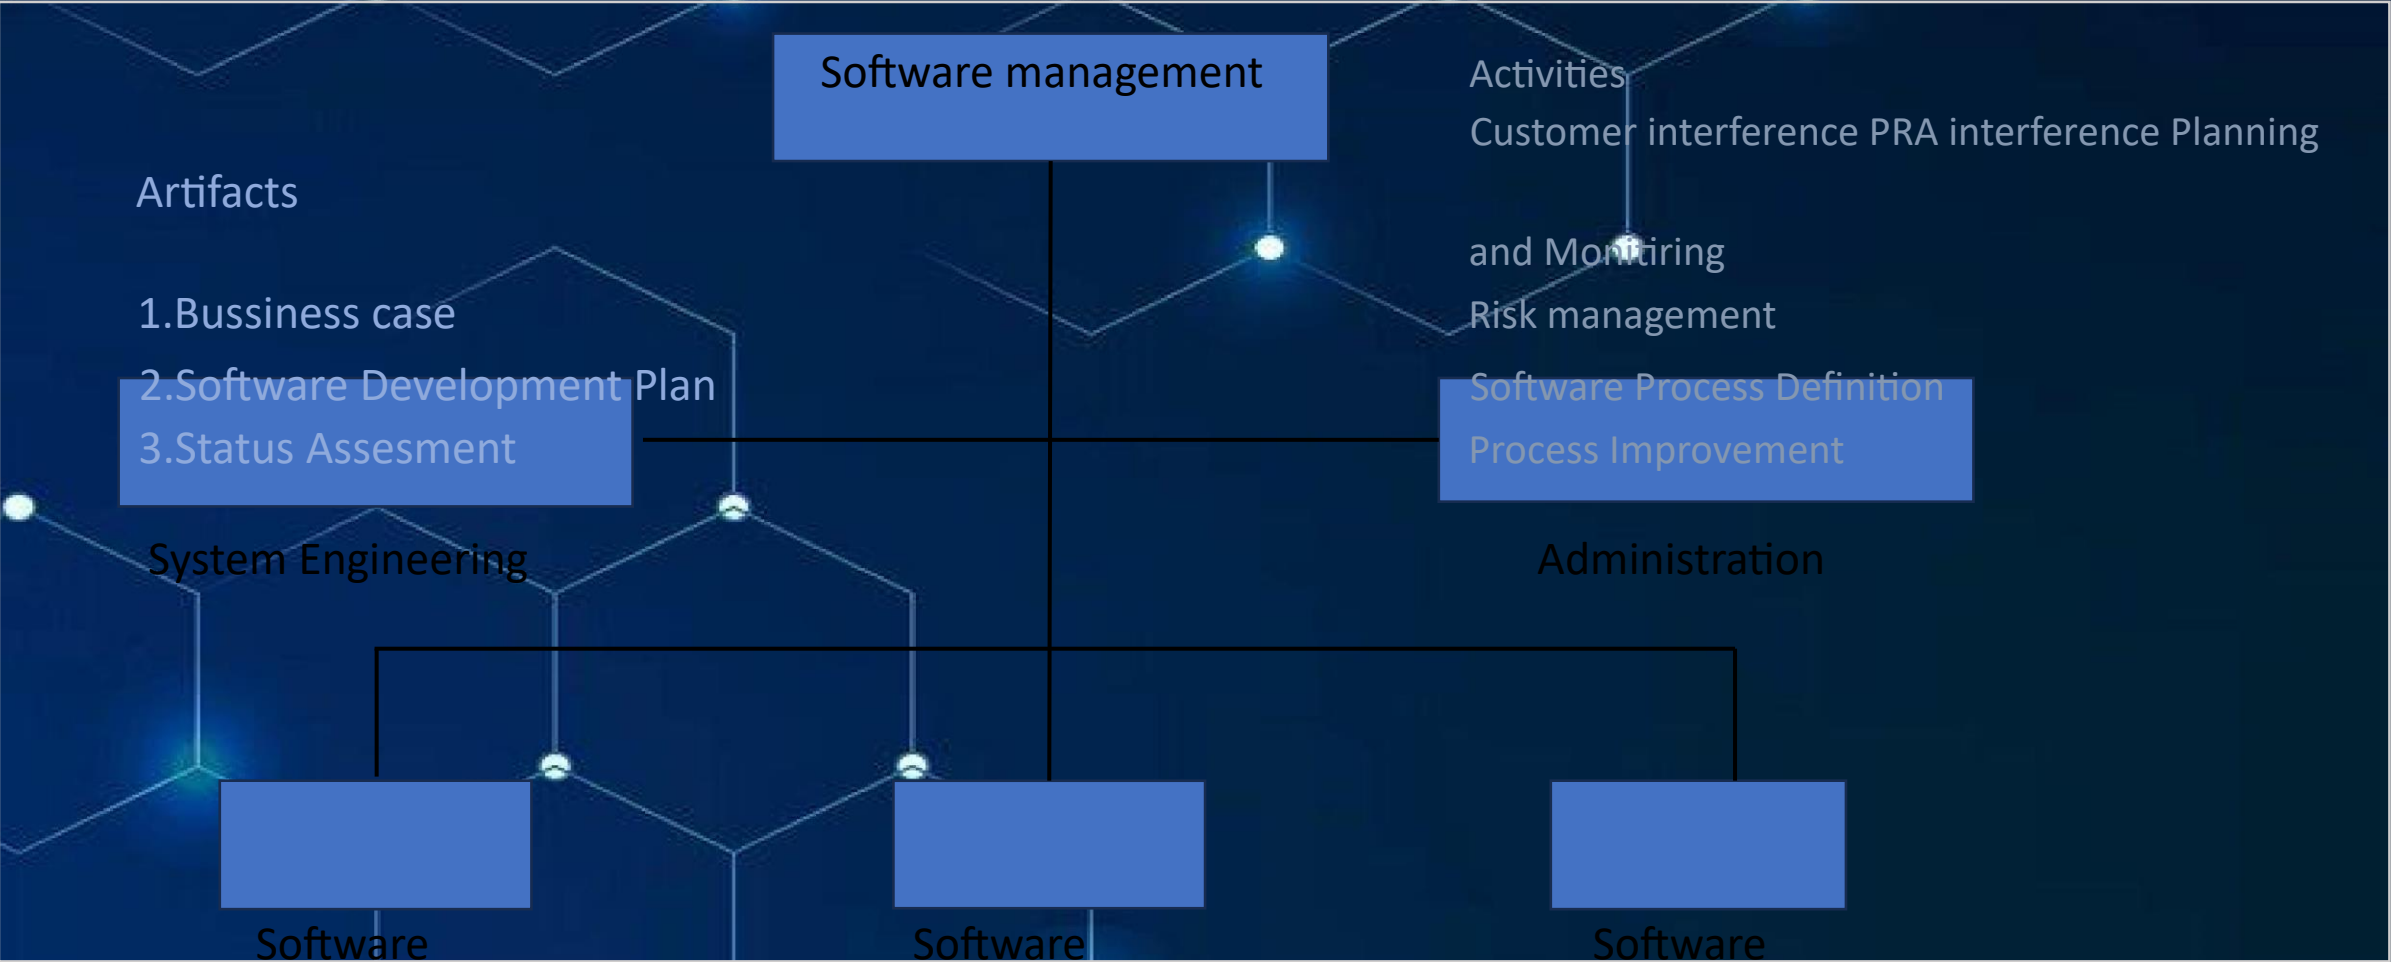 Software management
Activities
Customer interference PRA interference Planning
Artifacts
and Monitiring
1.Bussiness case
Risk management
2.Software Development Plan
Software Process Definition
3.Status Assesment
Process Improvement
System Engineering
Administration
Software
Software
Software